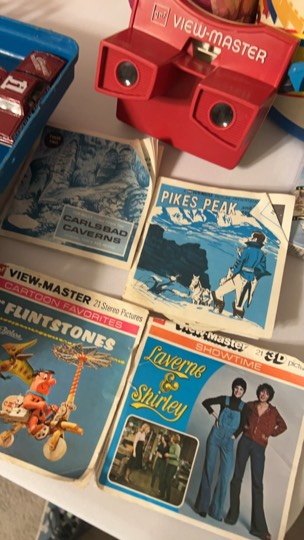 gaf
VIEW-MASTER
CARLSBAD
CAVERNS
PIKES PEAK
VIEW-MASTER 21 Stereo Pictures
CARTOON FAVORITES
FLINTSTONES
View-Master
SHOWTIME
21 3D
Laverne
&
Shirley